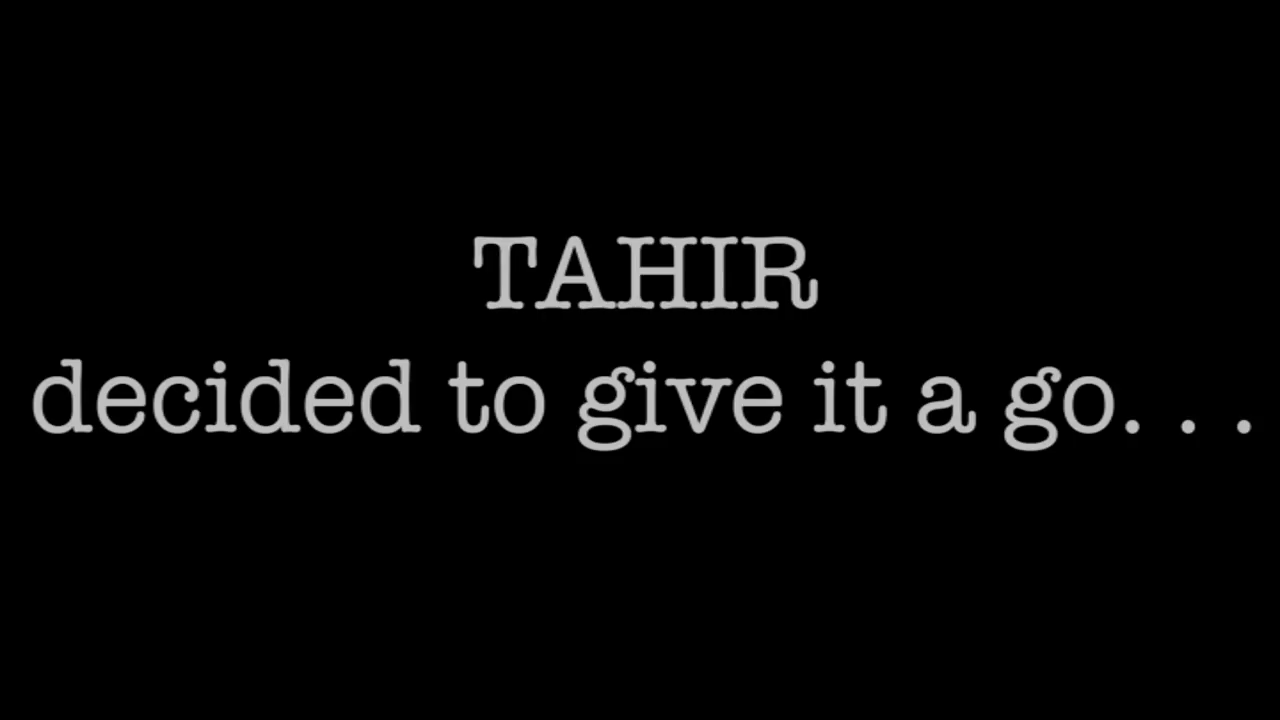 TAHIR
decided to give it a go. . .